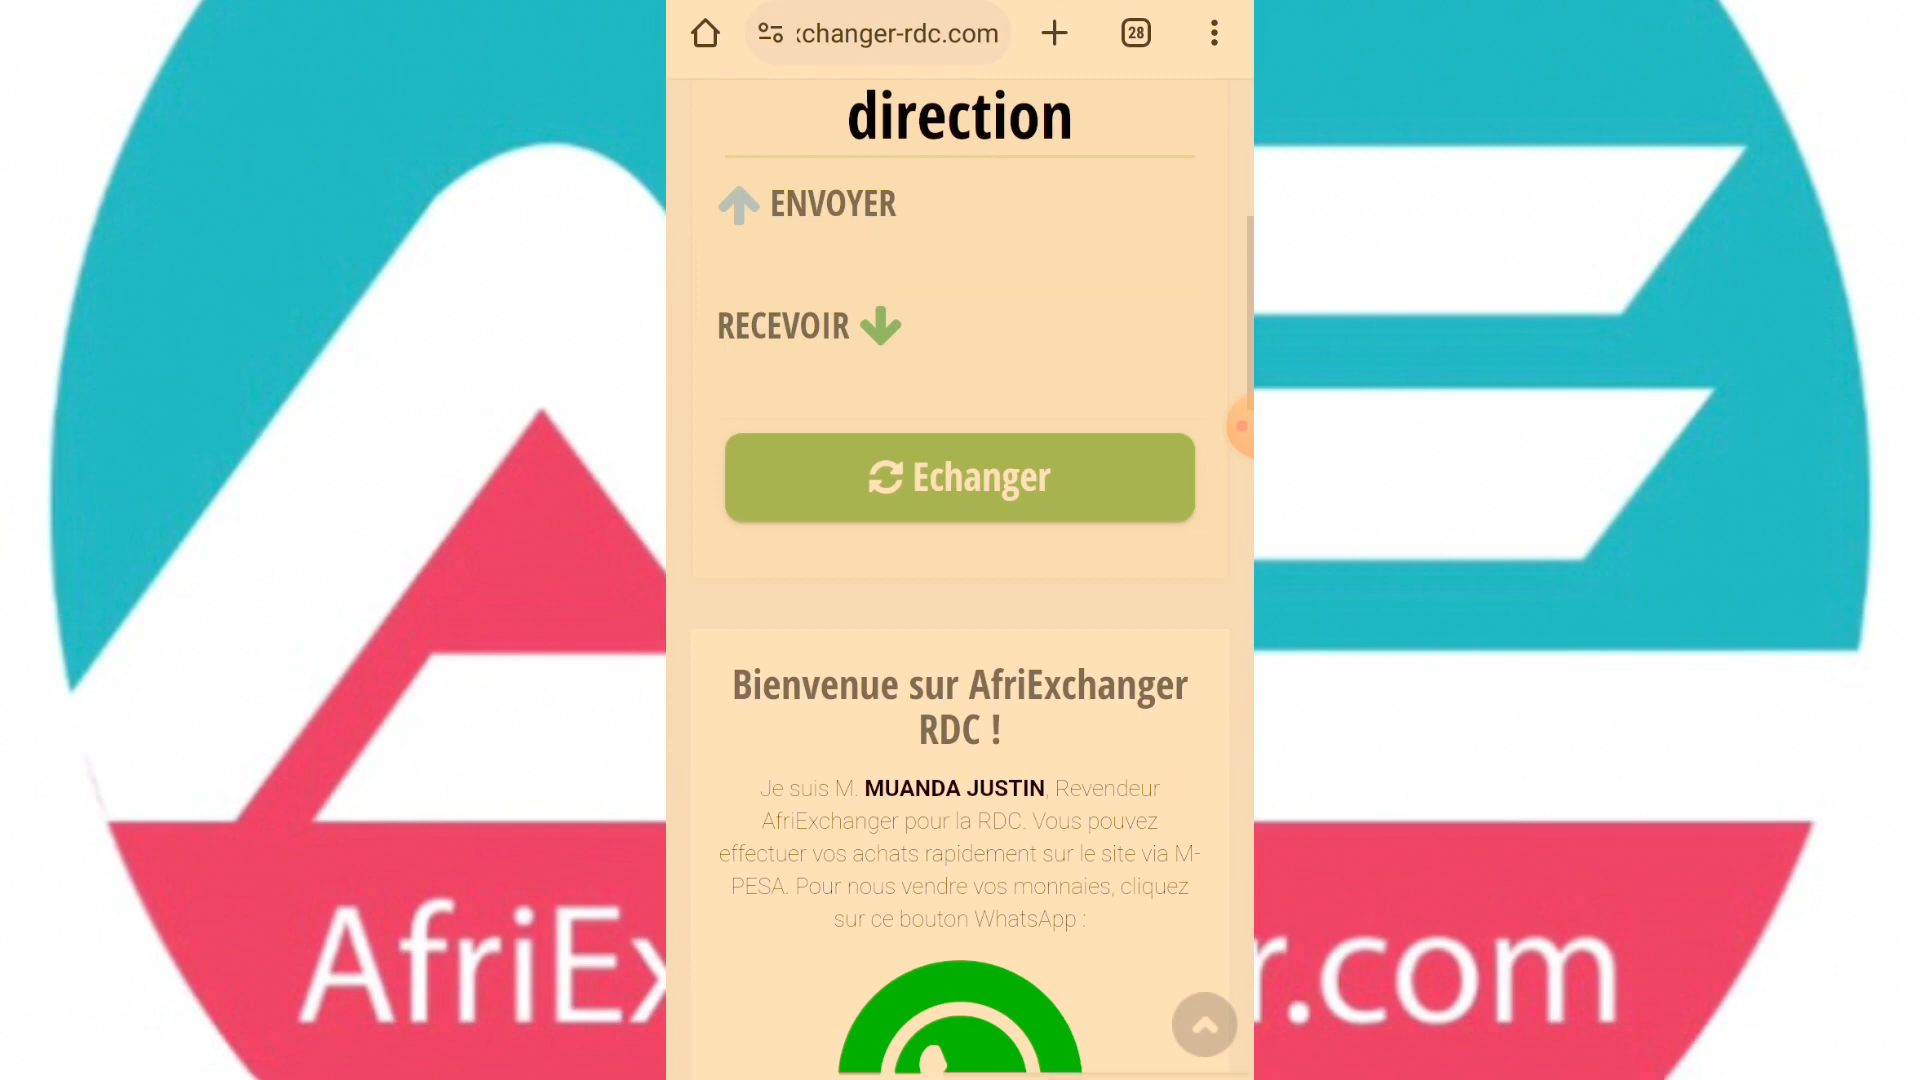 xchanger-rdc.com
28
direction
ENVOYER
RECEVOIR
Echanger
Bienvenue sur AfriExchanger
RDC !
Je suis M. MUANDA JUSTIN, Revendeur
AfriExchanger pour la RDC. Vous pouvez
effectuer vos achats rapidement sur le site via M-
PESA. Pour nous vendre vos monnaies, cliquez
sur ce bouton WhatsApp :
AfriEx
r.com